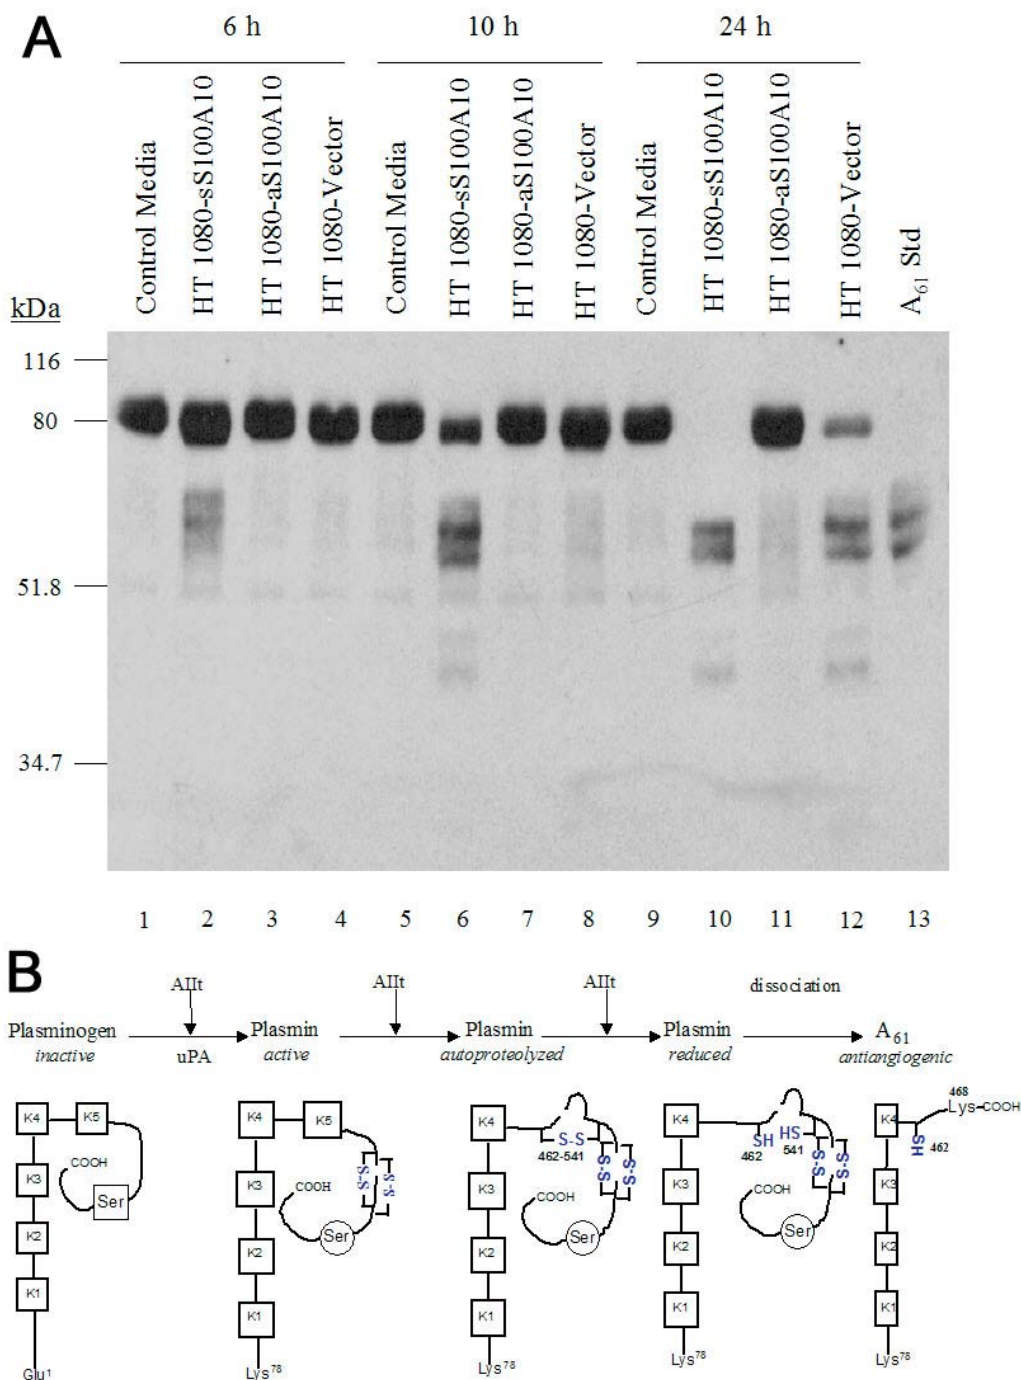 A
6 h 10 h 24 h
Control Media
HT 1080-sS100A10
HT 1080-aS100A10
HT 1080-Vector
Control Media
HT 1080-sS100A10
HT 1080-aS100A10
HT 1080-Vector
Control Media
HT 1080-sS100A10
HT 1080-aS100A10
HT 1080-Vector
A61 Std
kDa
116
80
51.8
34.7
1 2 3 4 5 6 7 8 9 10 11 12 13
B
AIIt AIIt AIIt dissociation
Plasminogen Plasmin Plasmin Plasmin A61
inactive uPA active autoproteolyzed reduced antiangiogenic
K4 K5 COOH Ser K3 K2 K1 Glu1
K4 K5 S-S S-S COOH Ser K3 K2 K1 Lys78
K4 S-S 462-541 S-S S-S COOH Ser K3 K2 K1 Lys78
K4 SH 462 HS 541 S-S S-S COOH Ser K3 K2 K1 Lys78
K4 468 Lys-COOH SH 462 K3 K2 K1 Lys78